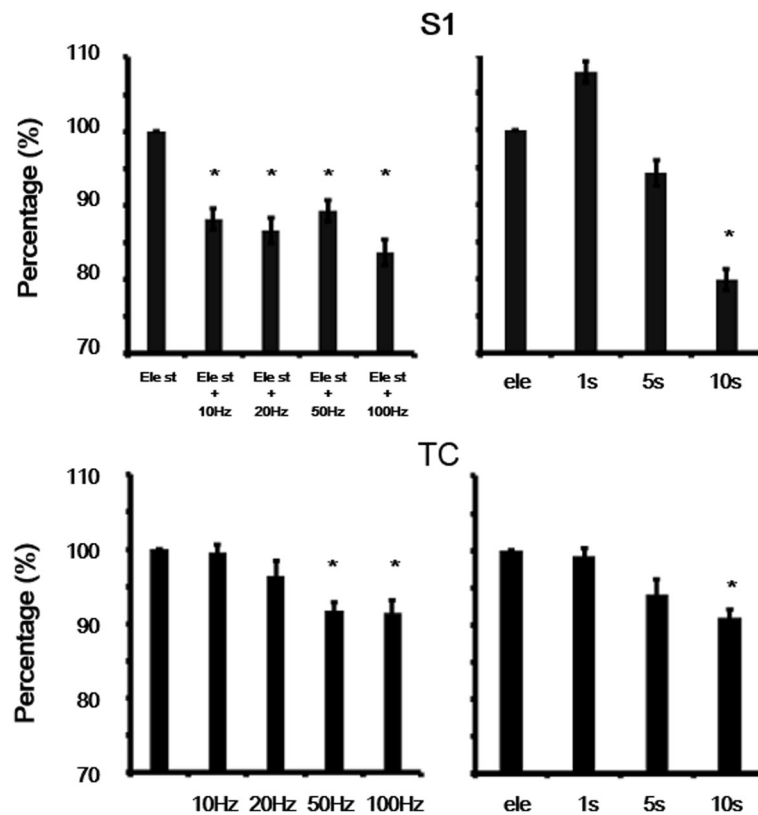 S1
Percentage (%)
110
100
90
80
70
*
*
*
*
Ele st
Ele st
+
10Hz
Ele st
+
20Hz
Ele st
+
50Hz
Ele st
+
100Hz
*
ele 1s 5s 10s
TC
Percentage (%)
110
100
90
80
70
*
*
10Hz 20Hz 50Hz 100Hz
*
ele 1s 5s 10s